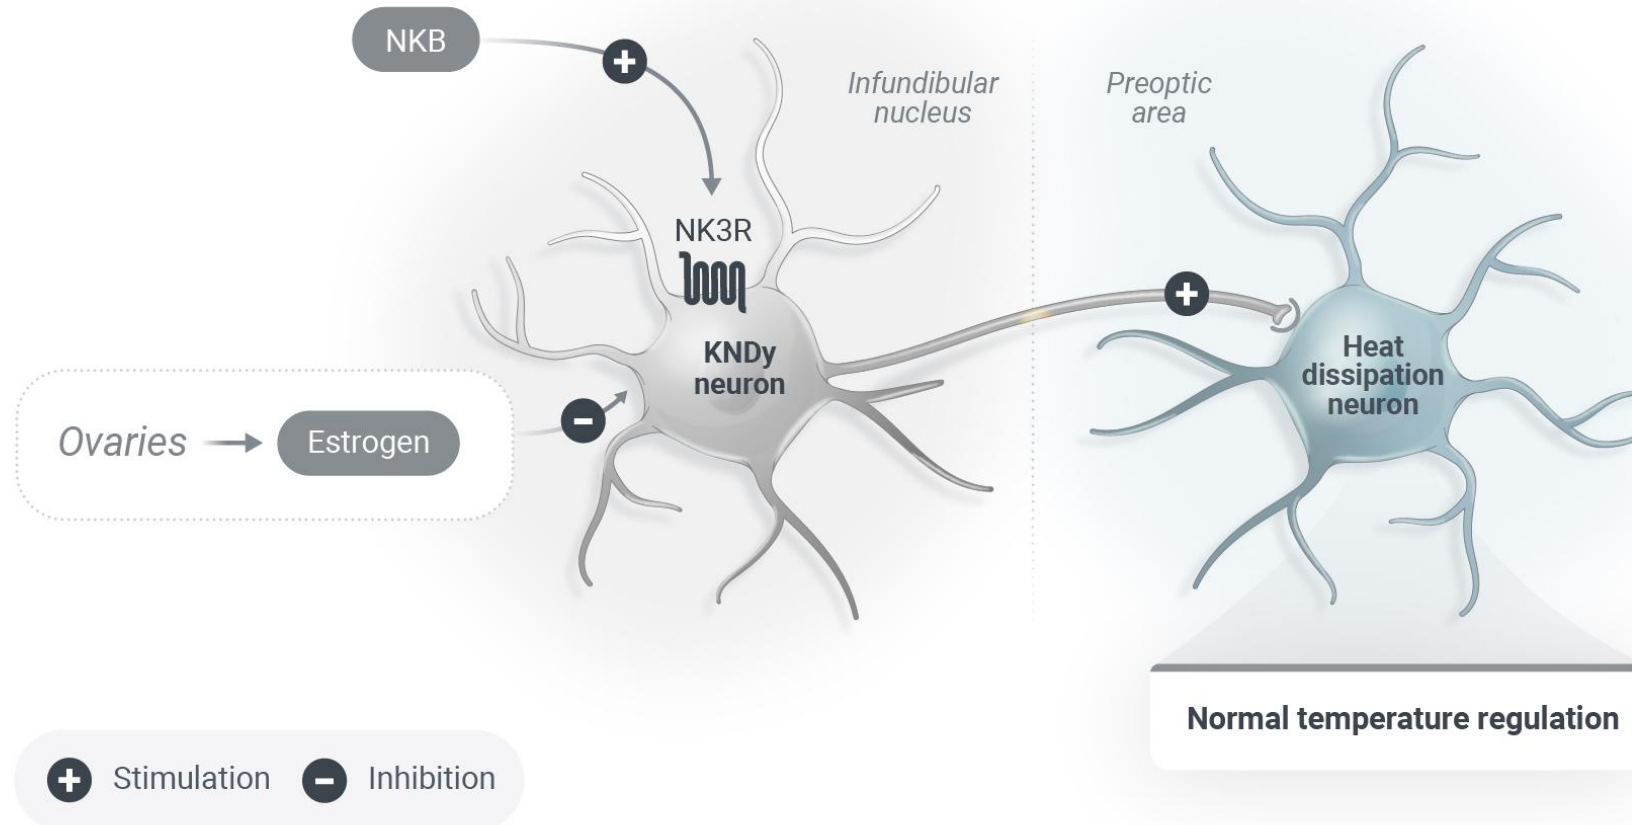 NKB
+
Infundibular
nucleus
Preoptic
area
NK3R
+
KNDy
neuron
Heat
dissipation
neuron
Ovaries
Estrogen
-
Normal temperature regulation
+ Stimulation - Inhibition